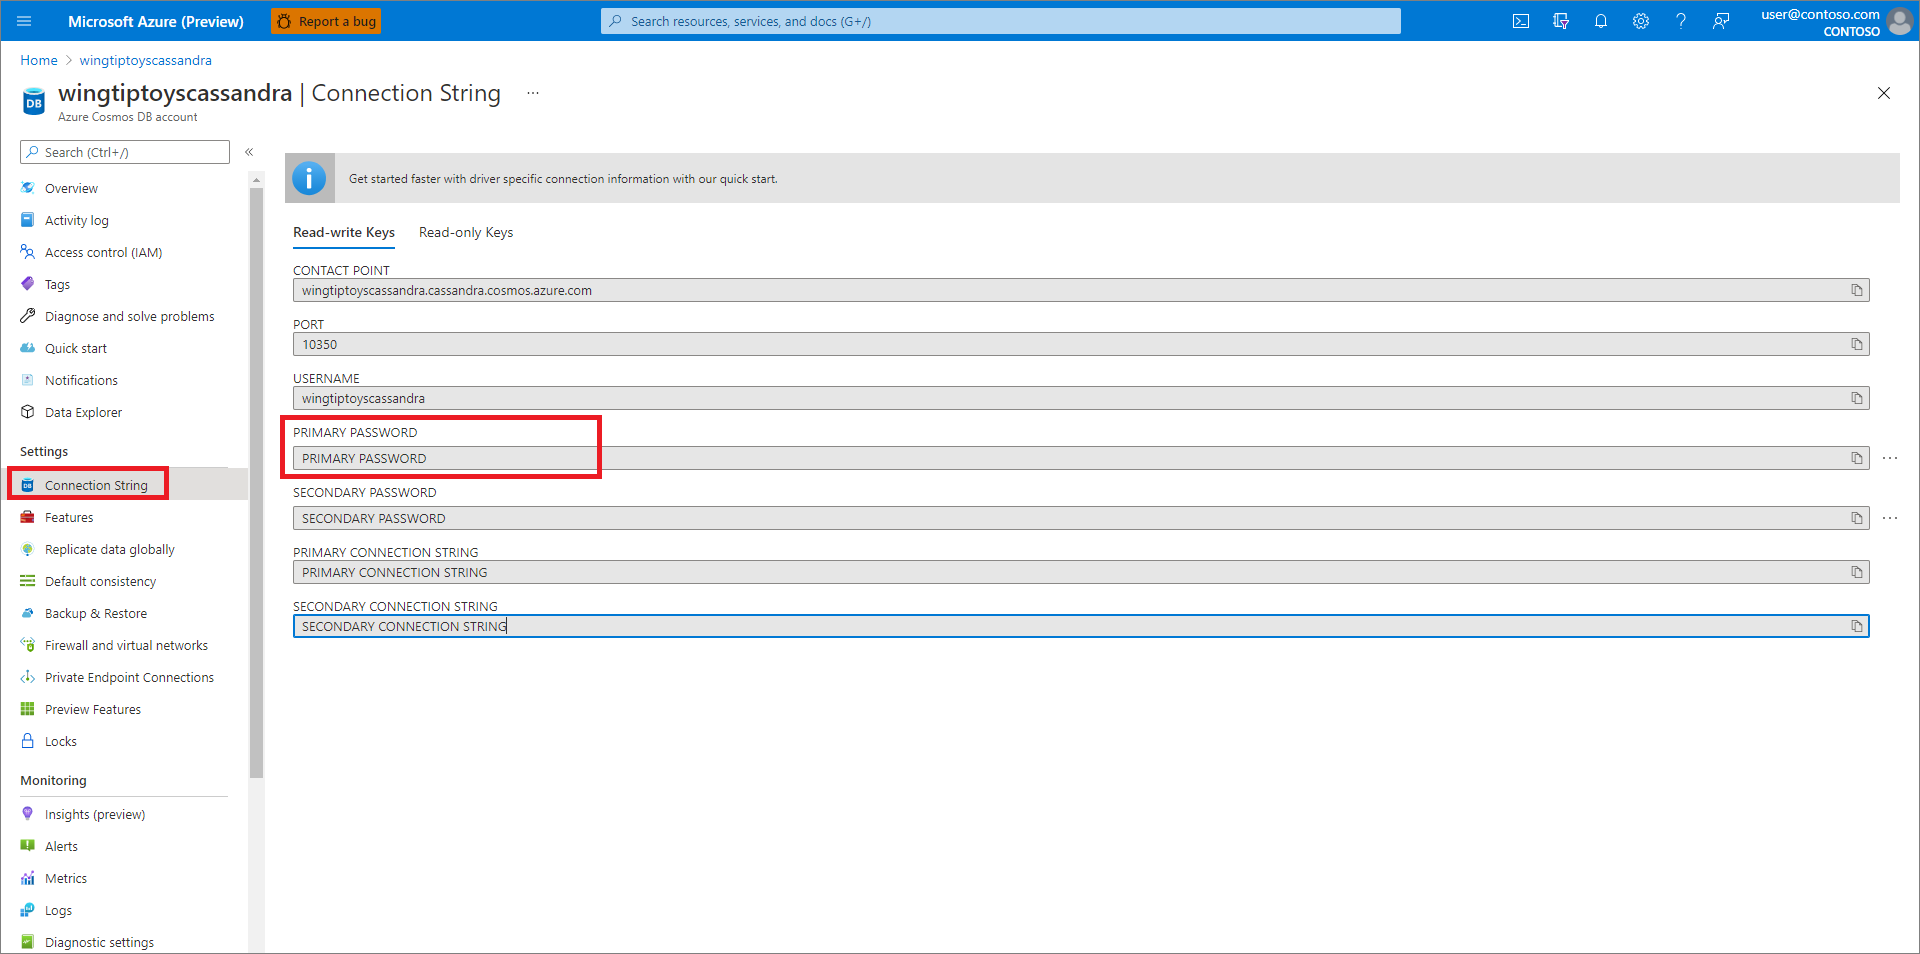 Microsoft Azure (Preview)
Report a bug
Search resources, services, and docs (G+/)
user@contoso.com
CONTOSO
Home > wingtiptoyscassandra
wingtiptoyscassandra | Connection String ...
Azure Cosmos DB account
DB
Search (Ctrl+/)
Overview
Activity log
Access control (IAM)
Tags
Diagnose and solve problems
Quick start
Notifications
Data Explorer
Settings
Connection String
Features
Replicate data globally
Default consistency
Backup & Restore
Firewall and virtual networks
Private Endpoint Connections
Preview Features
Locks
Monitoring
Insights (preview)
Alerts
Metrics
Logs
Diagnostic settings
Get started faster with driver specific connection information with our quick start.
Read-write Keys
Read-only Keys
CONTACT POINT
wingtiptoyscassandra.cassandra.cosmos.azure.com
PORT
10350
USERNAME
wingtiptoyscassandra
PRIMARY PASSWORD
PRIMARY PASSWORD
SECONDARY PASSWORD
SECONDARY PASSWORD
PRIMARY CONNECTION STRING
PRIMARY CONNECTION STRING
SECONDARY CONNECTION STRING
SECONDARY CONNECTION STRING